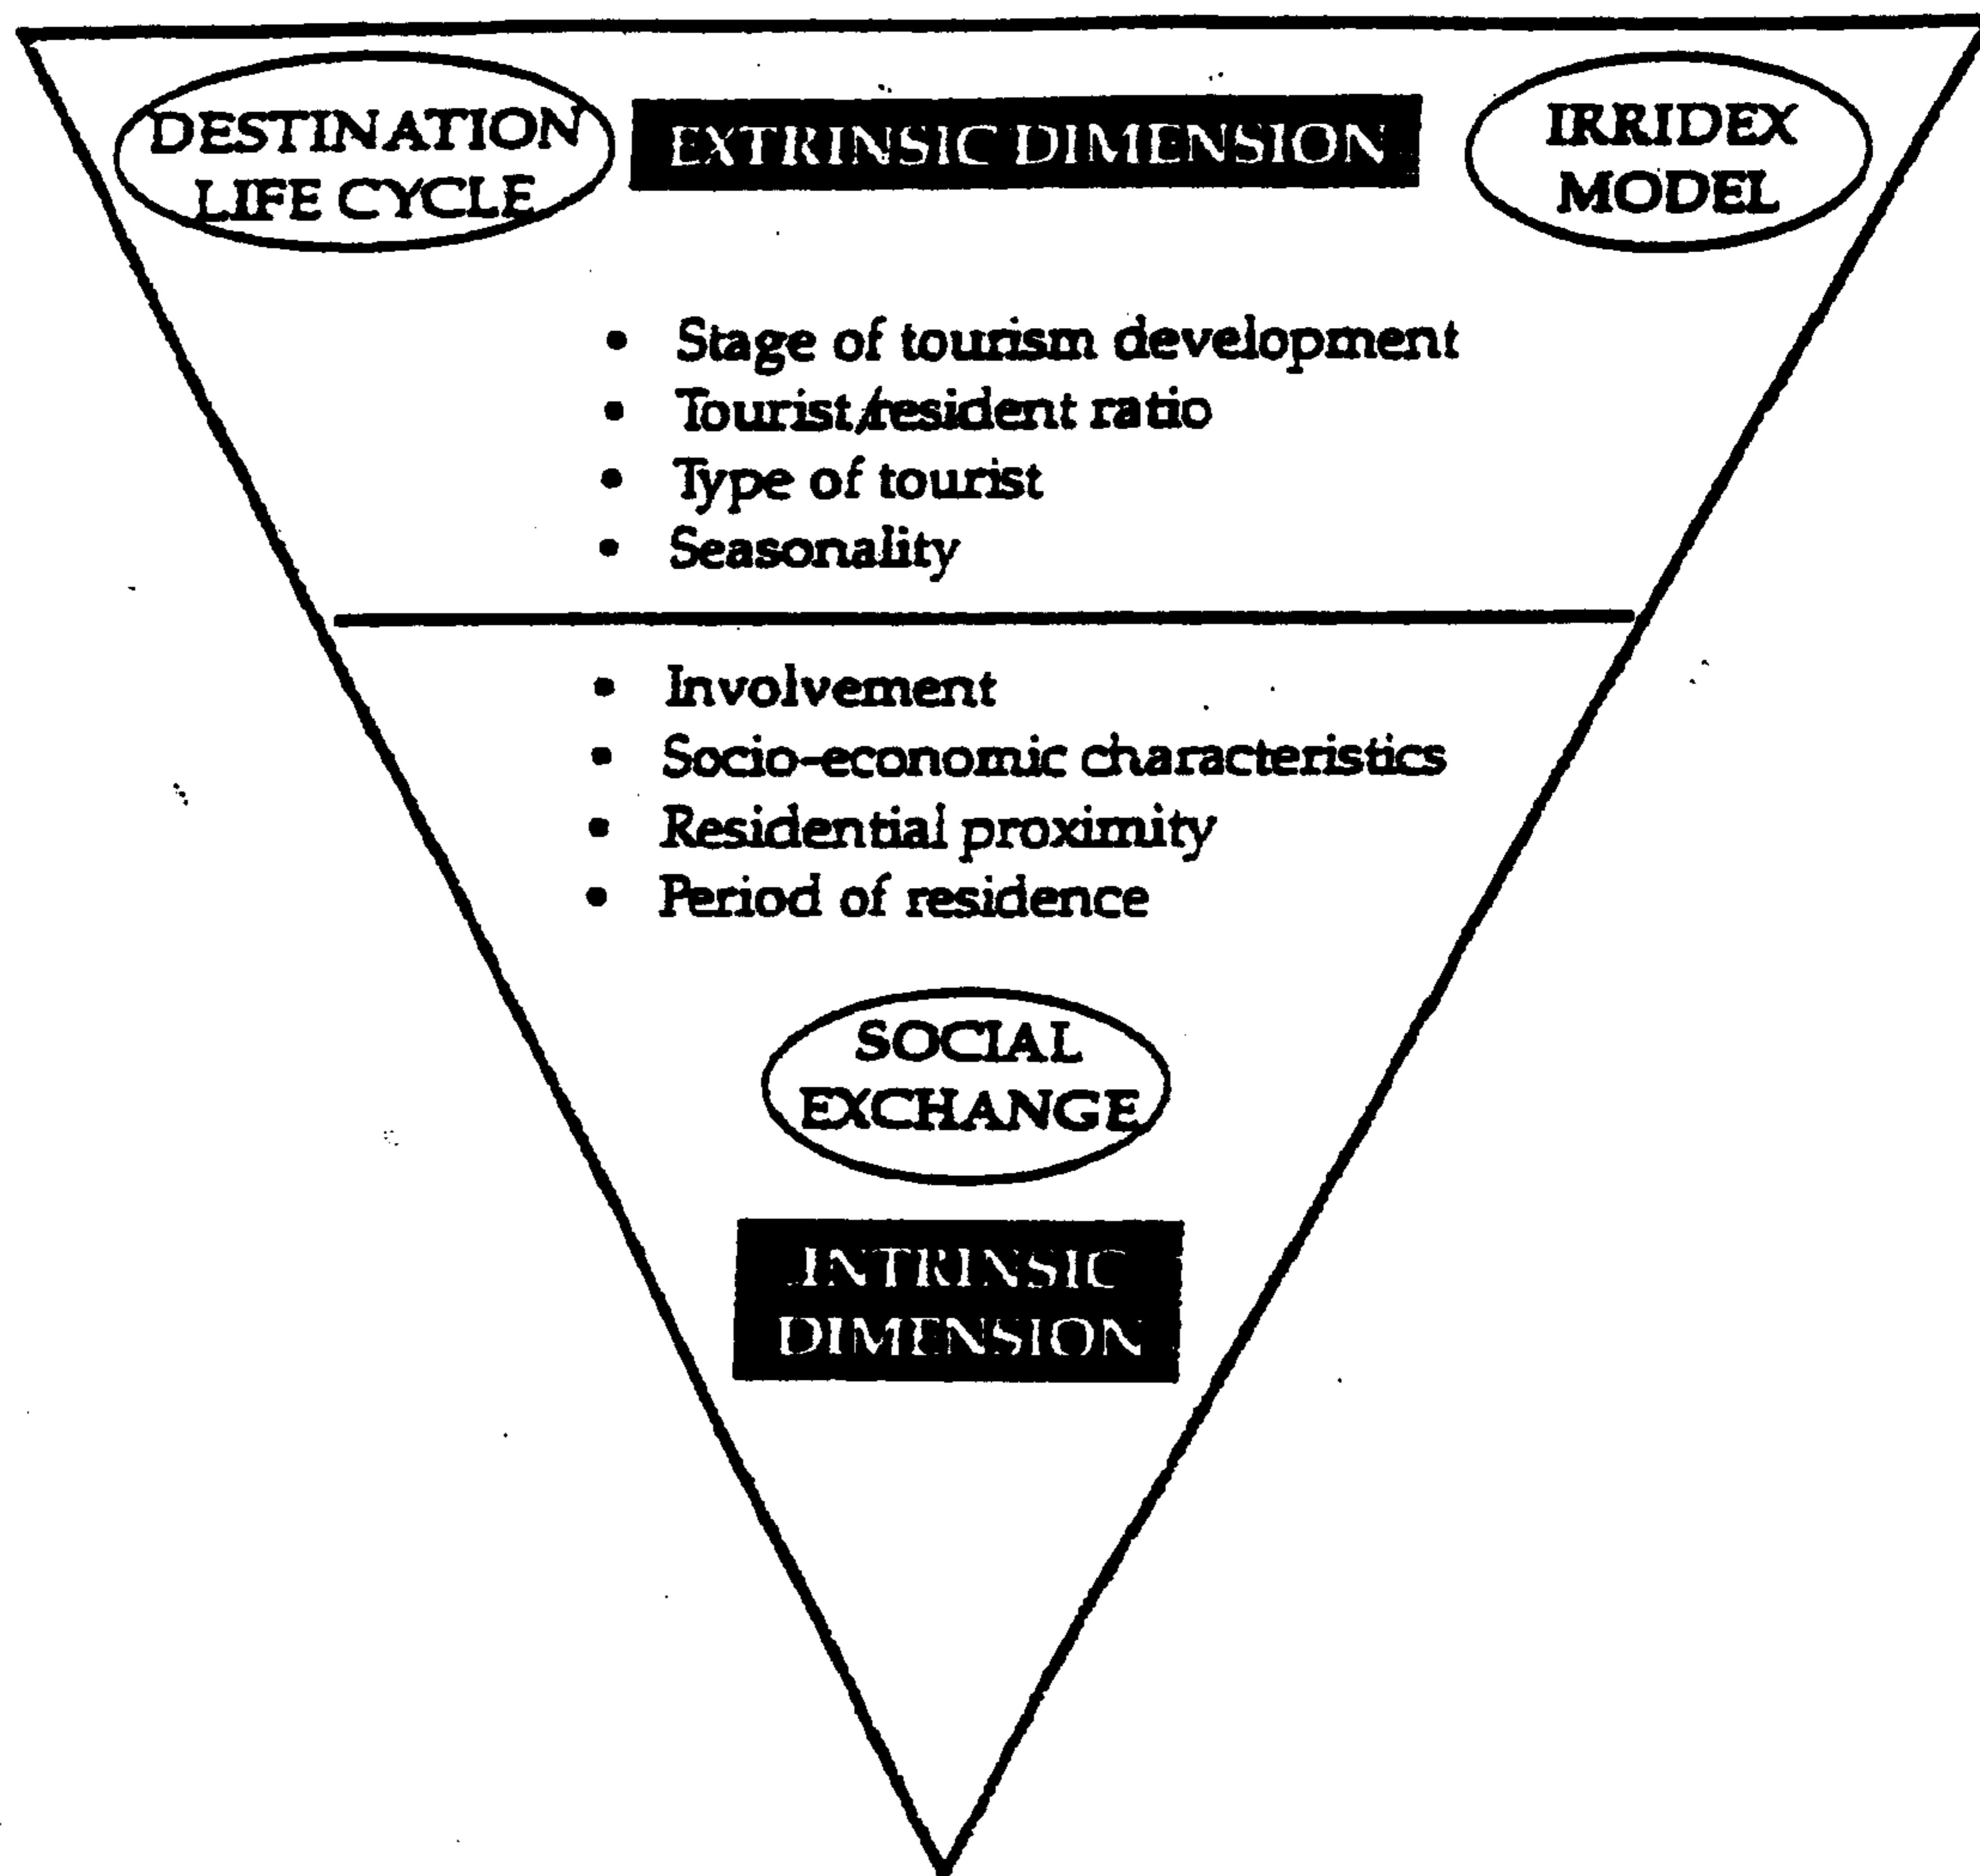 DESTINATION
LIFE CYCLE
EXTRINSIC DIMENSION
IRRIDEX
MODEL
• Stage of tourism development
• Tourist/resident ratio
• Type of tourist
• Seasonality
• Involvement
• Socio-economic characteristics
• Residential proximity
• Period of residence
SOCIAL
EXCHANGE
INTRINSIC
DIMENSION